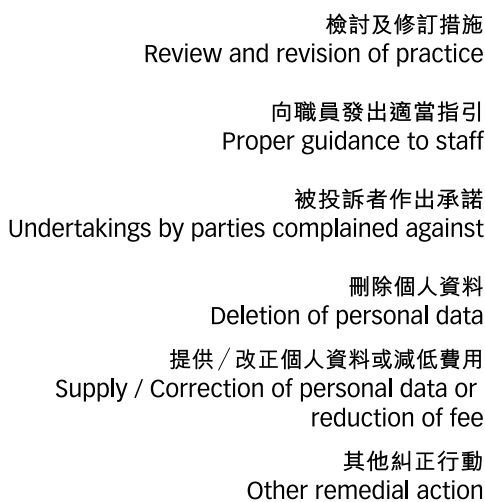 檢討及修訂措施
Review and revision of practice
向職員發出適當指引
Proper guidance to staff
被投訴者作出承諾
Undertakings by parties complained against
刪除個人資料
Deletion of personal data
提供／改正個人資料或減低費用
Supply / Correction of personal data or
reduction of fee
其他糾正行動
Other remedial action